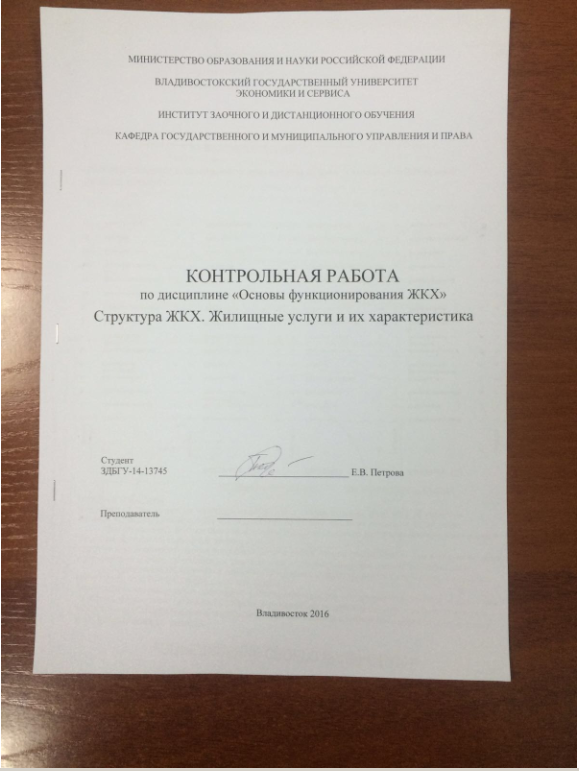 МИНИСТЕРСТВО ОБРАЗОВАНИЯ И НАУКИ РОССИЙСКОЙ ФЕДЕРАЦИИ
ВЛАДИВОСТОКСКИЙ ГОСУДАРСТВЕННЫЙ УНИВЕРСИТЕТ
ЭКОНОМИКИ И СЕРВИСА
ИНСТИТУТ ЗАОЧНОГО И ДИСТАНЦИОННОГО ОБУЧЕНИЯ
КАФЕДРА ГОСУДАРСТВЕННОГО И МУНИЦИПАЛЬНОГО УПРАВЛЕНИЯ И ПРАВА
КОНТРОЛЬНАЯ РАБОТА
по дисциплине «Основы функционирования ЖКХ»
Структура ЖКХ. Жилищные услуги и их характеристика
Студент
ЗДБГУ-14-13745 Е.В. Петрова
Преподаватель
Владивосток 2016